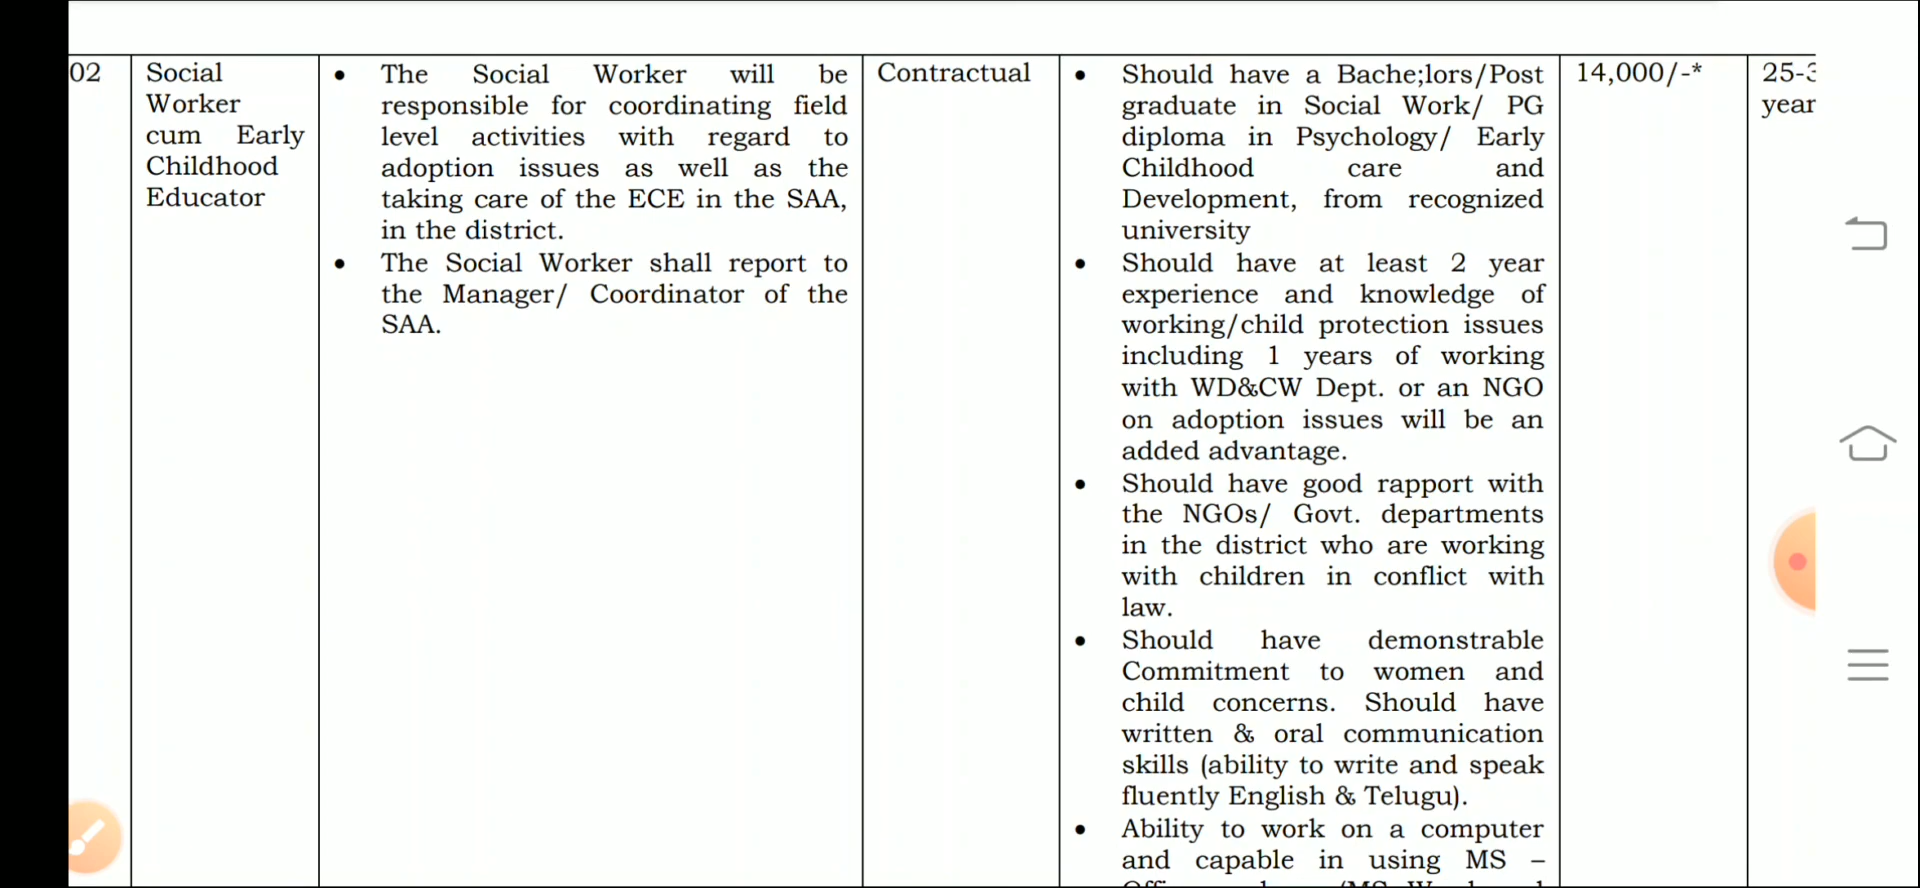 02
Social
Worker
cum Early
Childhood
Educator
• The Social Worker will be
responsible for coordinating field
level activities with regard to
adoption issues as well as the
taking care of the ECE in the SAA,
in the district.
• The Social Worker shall report to
the Manager/ Coordinator of the
SAA.
Contractual
• Should have a Bache;lors/Post
graduate in Social Work/ PG
diploma in Psychology/ Early
Childhood care and
Development, from recognized
university
• Should have at least 2 year
experience and knowledge of
working/child protection issues
including 1 years of working
with WD&CW Dept. or an NGO
on adoption issues will be an
added advantage.
• Should have good rapport with
the NGOs/ Govt. departments
in the district who are working
with children in conflict with
law.
• Should have demonstrable
Commitment to women and
child concerns. Should have
written & oral communication
skills (ability to write and speak
fluently English & Telugu).
• Ability to work on a computer
and capable in using MS –
14,000/-*
25-3
year